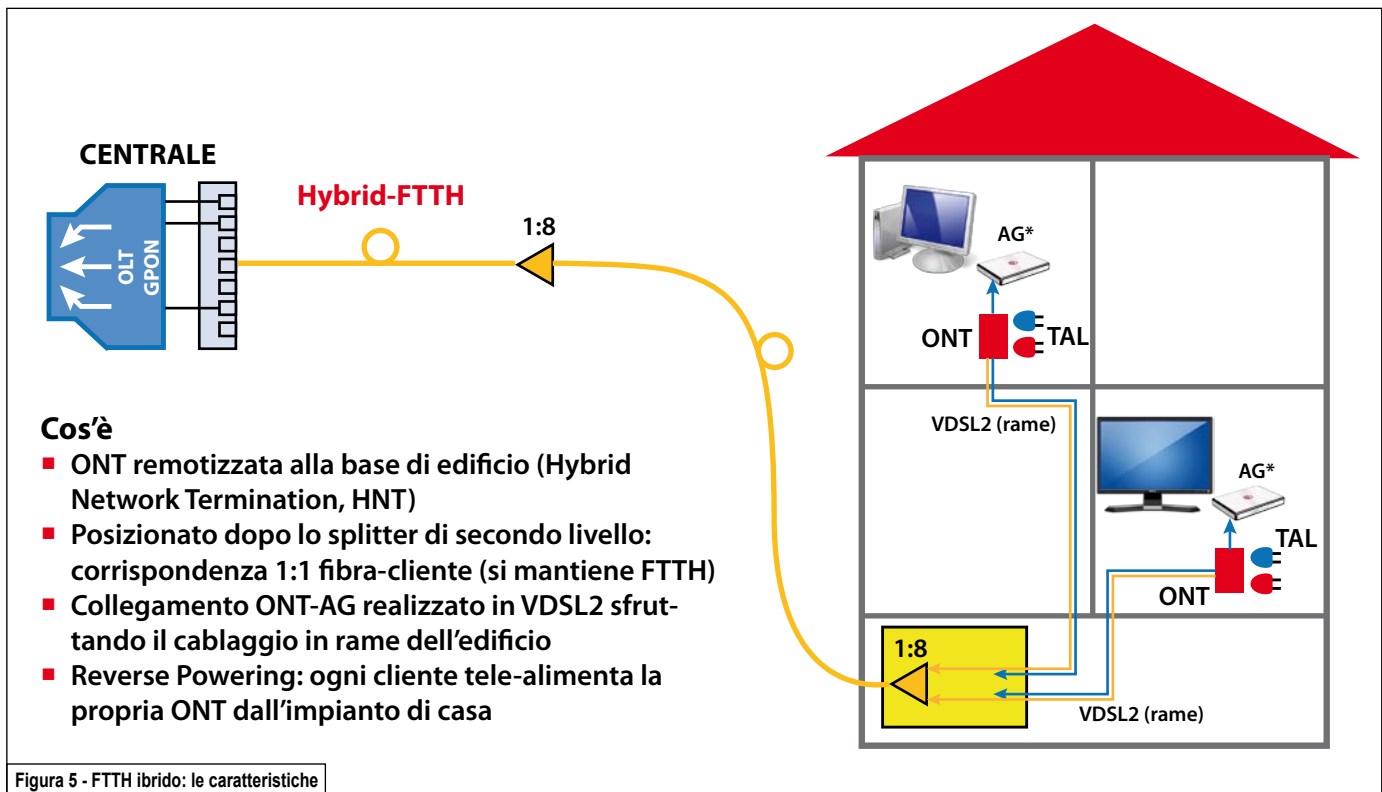 CENTRALE
OLT
GPON
Hybrid-FTTH
1:8
AG*
ONT
TAL
VDSL2 (rame)
AG*
TAL
ONT
1:8
VDSL2 (rame)
Cos'è
■ ONT remotizzata alla base di edificio (Hybrid
Network Termination, HNT)
■ Posizionato dopo lo splitter di secondo livello:
corrispondenza 1:1 fibra-cliente (si mantiene FTTH)
■ Collegamento ONT-AG realizzato in VDSL2 sfrut-
tando il cablaggio in rame dell'edificio
■ Reverse Powering: ogni cliente tele-alimenta la
propria ONT dall'impianto di casa
Figura 5 - FTTH ibrido: le caratteristiche